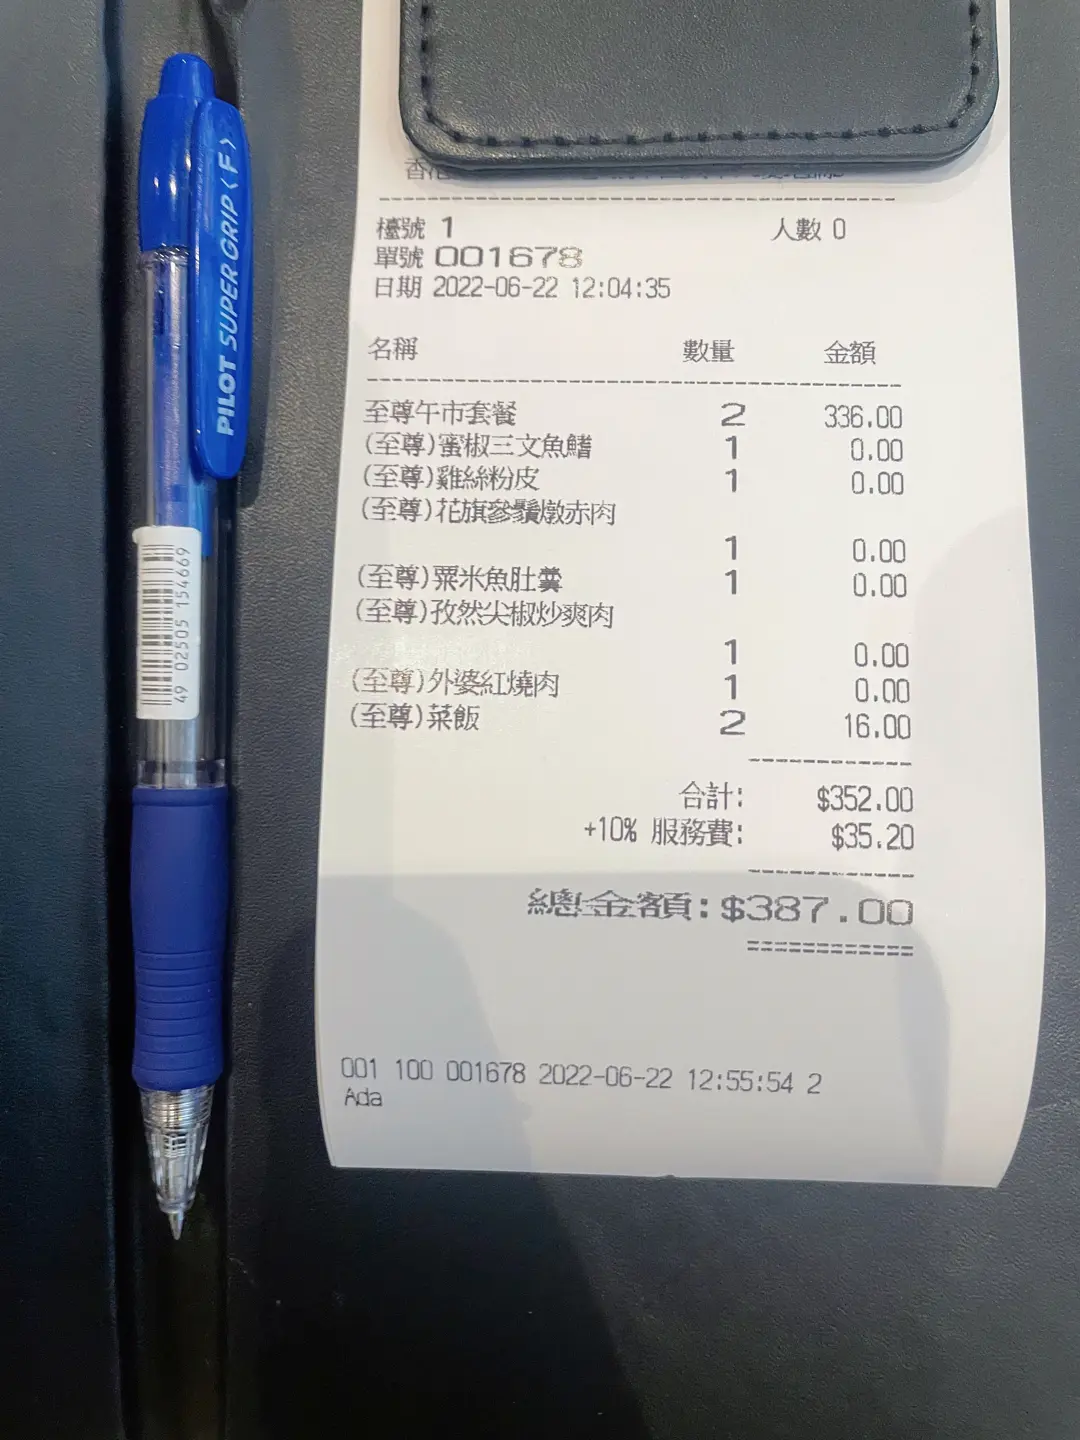 PILOT SUPER GRIP〈F〉
49 02505 154669
香港
檯號 1 人數 0
單號 001678
日期 2022-06-22 12:04:35
名稱 數量 金額
至尊午市套餐 2 336.00
(至尊)蜜椒三文魚鰭 1 0.00
(至尊)雞絲粉皮 1 0.00
(至尊)花旗參鬚燉赤肉
1 0.00
(至尊)粟米魚肚羹 1 0.00
(至尊)孜然尖椒炒爽肉
1 0.00
(至尊)外婆紅燒肉 1 0.00
(至尊)菜飯 2 16.00
合計: $352.00
+10% 服務費: $35.20
總金額: $387.00
001 100 001678 2022-06-22 12:55:54 2
Ada